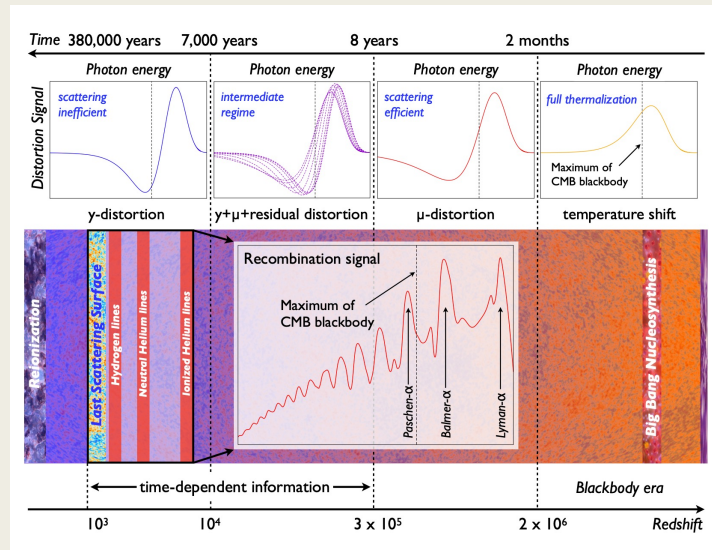 Time 380,000 years 7,000 years 8 years 2 months
Photon energy Photon energy Photon energy Photon energy
Distortion Signal
scattering
inefficient
intermediate
regime
scattering
efficient
full thermalization
Maximum of
CMB blackbody
y-distortion y+μ+residual distortion μ-distortion temperature shift
Reionization
Last Scattering Surface
Hydrogen lines
Neutral Helium lines
Ionized Helium lines
Recombination signal
Maximum of
CMB blackbody
Paschen-α
Balmer-α
Lyman-α
Big Bang Nucleosynthesis
time-dependent information
Blackbody era
10³ 10⁴ 3 x 10⁵ 2 x 10⁶ Redshift